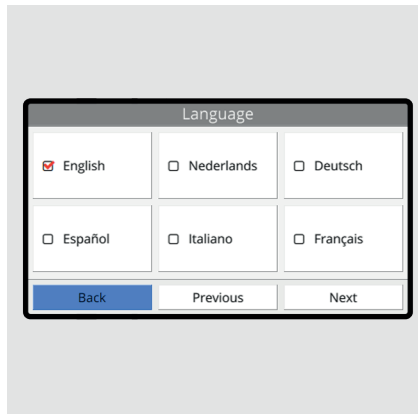 Language
English
Nederlands
Deutsch
Español
Italiano
Français
Back
Previous
Next